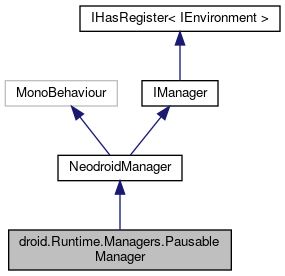 IHasRegister< IEnvironment >
MonoBehaviour
IManager
NeodroidManager
droid.Runtime.Managers.Pausable
Manager